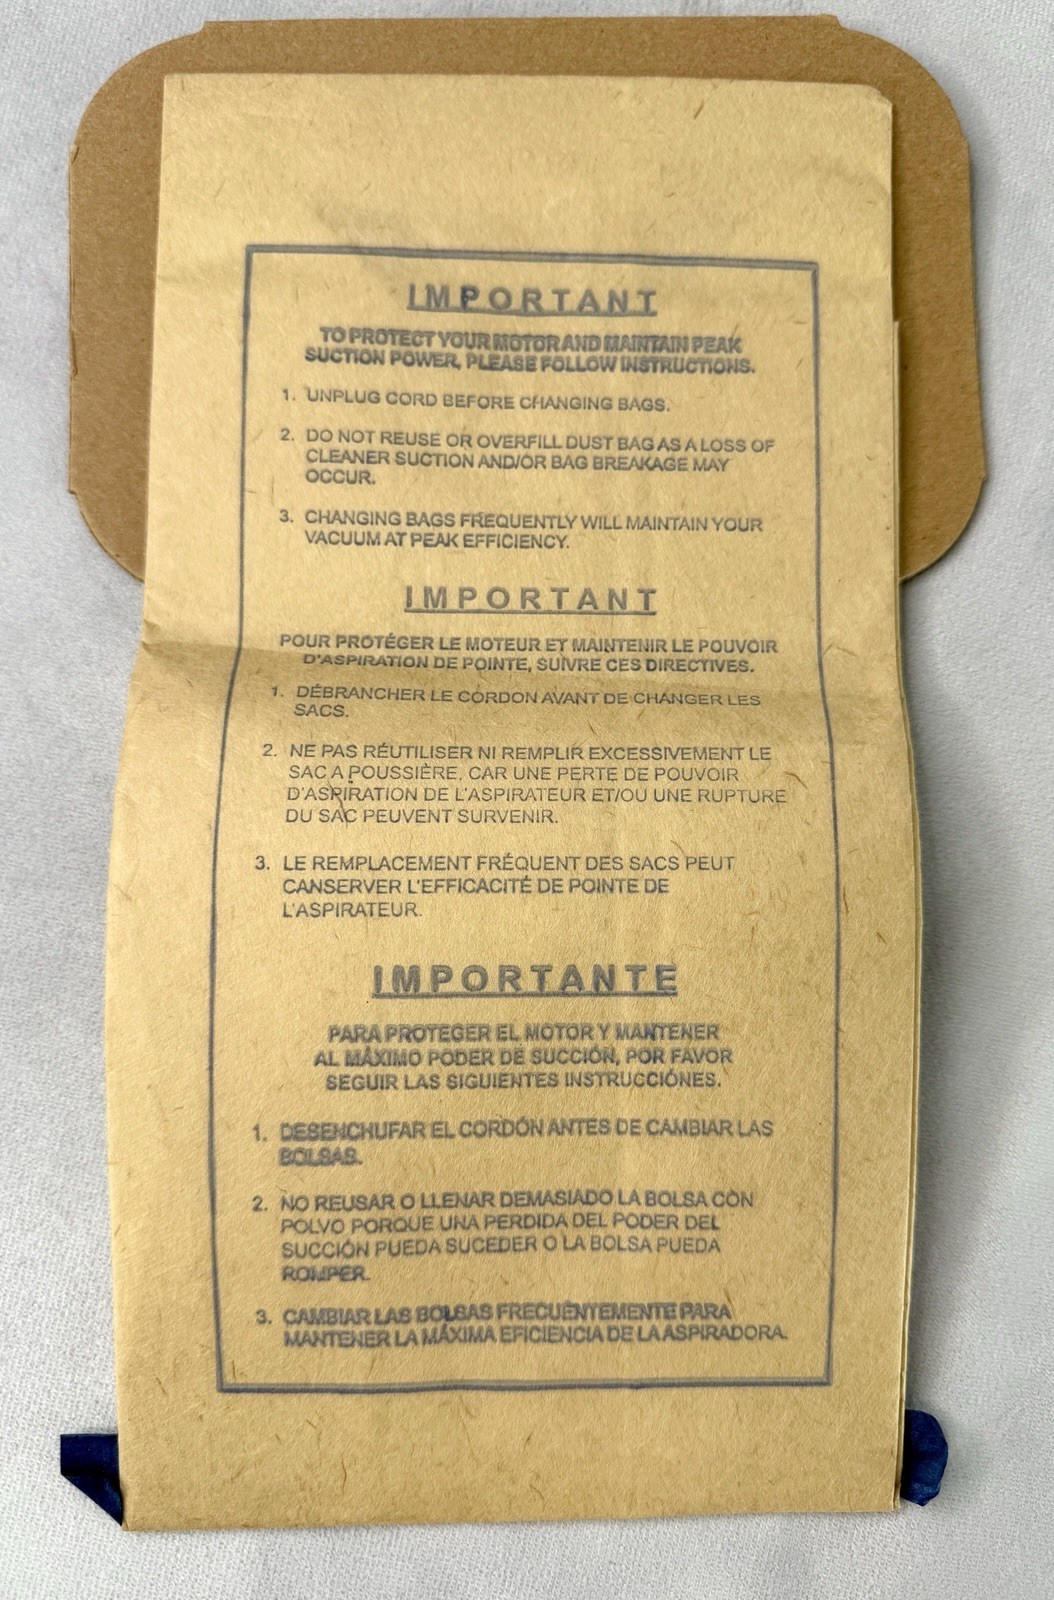 IMPORTANT
TO PROTECT YOUR MOTOR AND MAINTAIN PEAK
SUCTION POWER, PLEASE FOLLOW INSTRUCTIONS.
1. UNPLUG CORD BEFORE CHANGING BAGS.
2. DO NOT REUSE OR OVERFILL DUST BAG AS A LOSS OF
CLEANER SUCTION AND/OR BAG BREAKAGE MAY
OCCUR.
3. CHANGING BAGS FREQUENTLY WILL MAINTAIN YOUR
VACUUM AT PEAK EFFICIENCY.
IMPORTANT
POUR PROTÉGER LE MOTEUR ET MAINTENIR LE POUVOIR
D'ASPIRATION DE POINTE, SUIVRE CES DIRECTIVES.
1. DÉBRANCHER LE CORDON AVANT DE CHANGER LES
SACS.
2. NE PAS RÉUTILISER NI REMPLIR EXCESSIVEMENT LE
SAC A POUSSIÈRE, CAR UNE PERTE DE POUVOIR
D'ASPIRATION DE L'ASPIRATEUR ET/OU UNE RUPTURE
DU SAC PEUVENT SURVENIR.
3. LE REMPLACEMENT FRÉQUENT DES SACS PEUT
CANSERVER L'EFFICACITÉ DE POINTE DE
L'ASPIRATEUR.
IMPORTANTE
PARA PROTEGER EL MOTOR Y MANTENER
AL MÁXIMO PODER DE SUCCIÓN, POR FAVOR
SEGUIR LAS SIGUIENTES INSTRUCCIÓNES.
1. DESENCHUFAR EL CORDÓN ANTES DE CAMBIAR LAS
BOLSAS.
2. NO REUSAR O LLENAR DEMASIADO LA BOLSA CON
POLVO PORQUE UNA PERDIDA DEL PODER DEL
SUCCIÓN PUEDA SUCEDER O LA BOLSA PUEDA
ROMPER.
3. CAMBIAR LAS BOLSAS FRECUÉNTEMENTE PARA
MANTENER LA MÁXIMA EFICIENCIA DE LA ASPIRADORA.